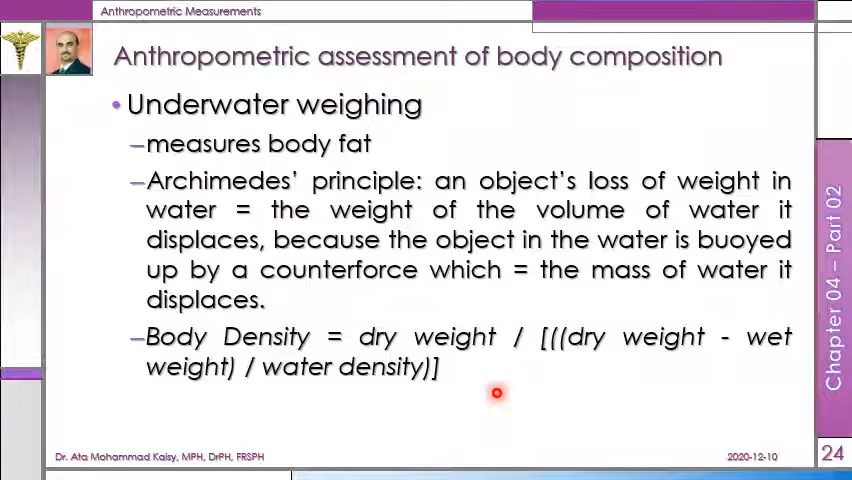 Anthropometric Measurements
Anthropometric assessment of body composition
• Underwater weighing
–measures body fat
–Archimedes' principle: an object's loss of weight in
water = the weight of the volume of water it
displaces, because the object in the water is buoyed
up by a counterforce which = the mass of water it
displaces.
–Body Density = dry weight / [((dry weight - wet
weight) / water density)]
Chapter 04 – Part 02
Dr. Ata Mohammad Kaisy, MPH, DrPH, FRSPH
2020-12-10
24